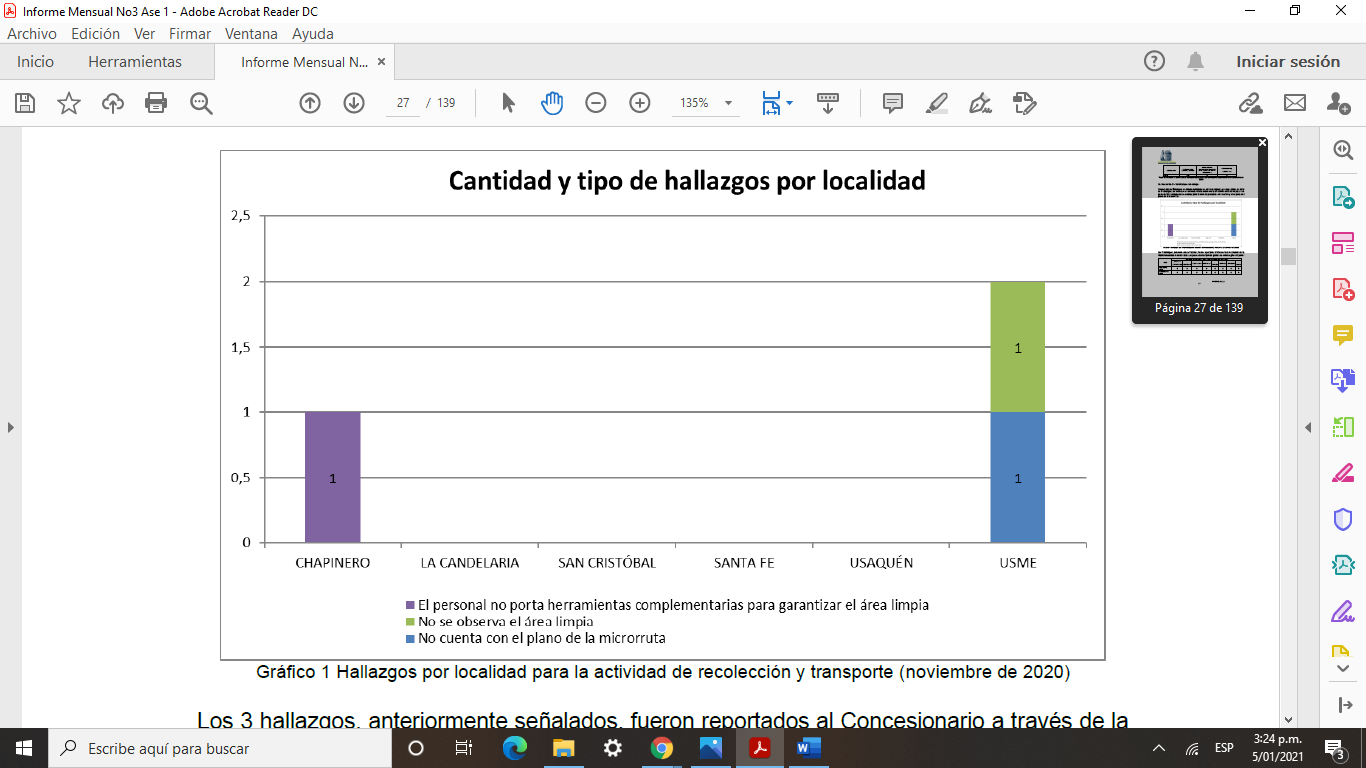 Informe Mensual No3 Ase 1 - Adobe Acrobat Reader DC
Archivo Edición Ver Firmar Ventana Ayuda
Inicio Herramientas Informe Mensual N... Iniciar sesión
27 / 139 135%
Cantidad y tipo de hallazgos por localidad
2,5
2
1,5
1
0,5
0
1
1
1
CHAPINERO LA CANDELARIA SAN CRISTÓBAL SANTA FE USAQUÉN USME
El personal no porta herramientas complementarias para garantizar el área limpia
No se observa el área limpia
No cuenta con el plano de la microrruta
Gráfico 1 Hallazgos por localidad para la actividad de recolección y transporte (noviembre de 2020)
Los 3 hallazgos, anteriormente señalados, fueron reportados al Concesionario a través de la
Página 27 de 139
Escribe aquí para buscar
ESP
3:24 p.m.
5/01/2021
3